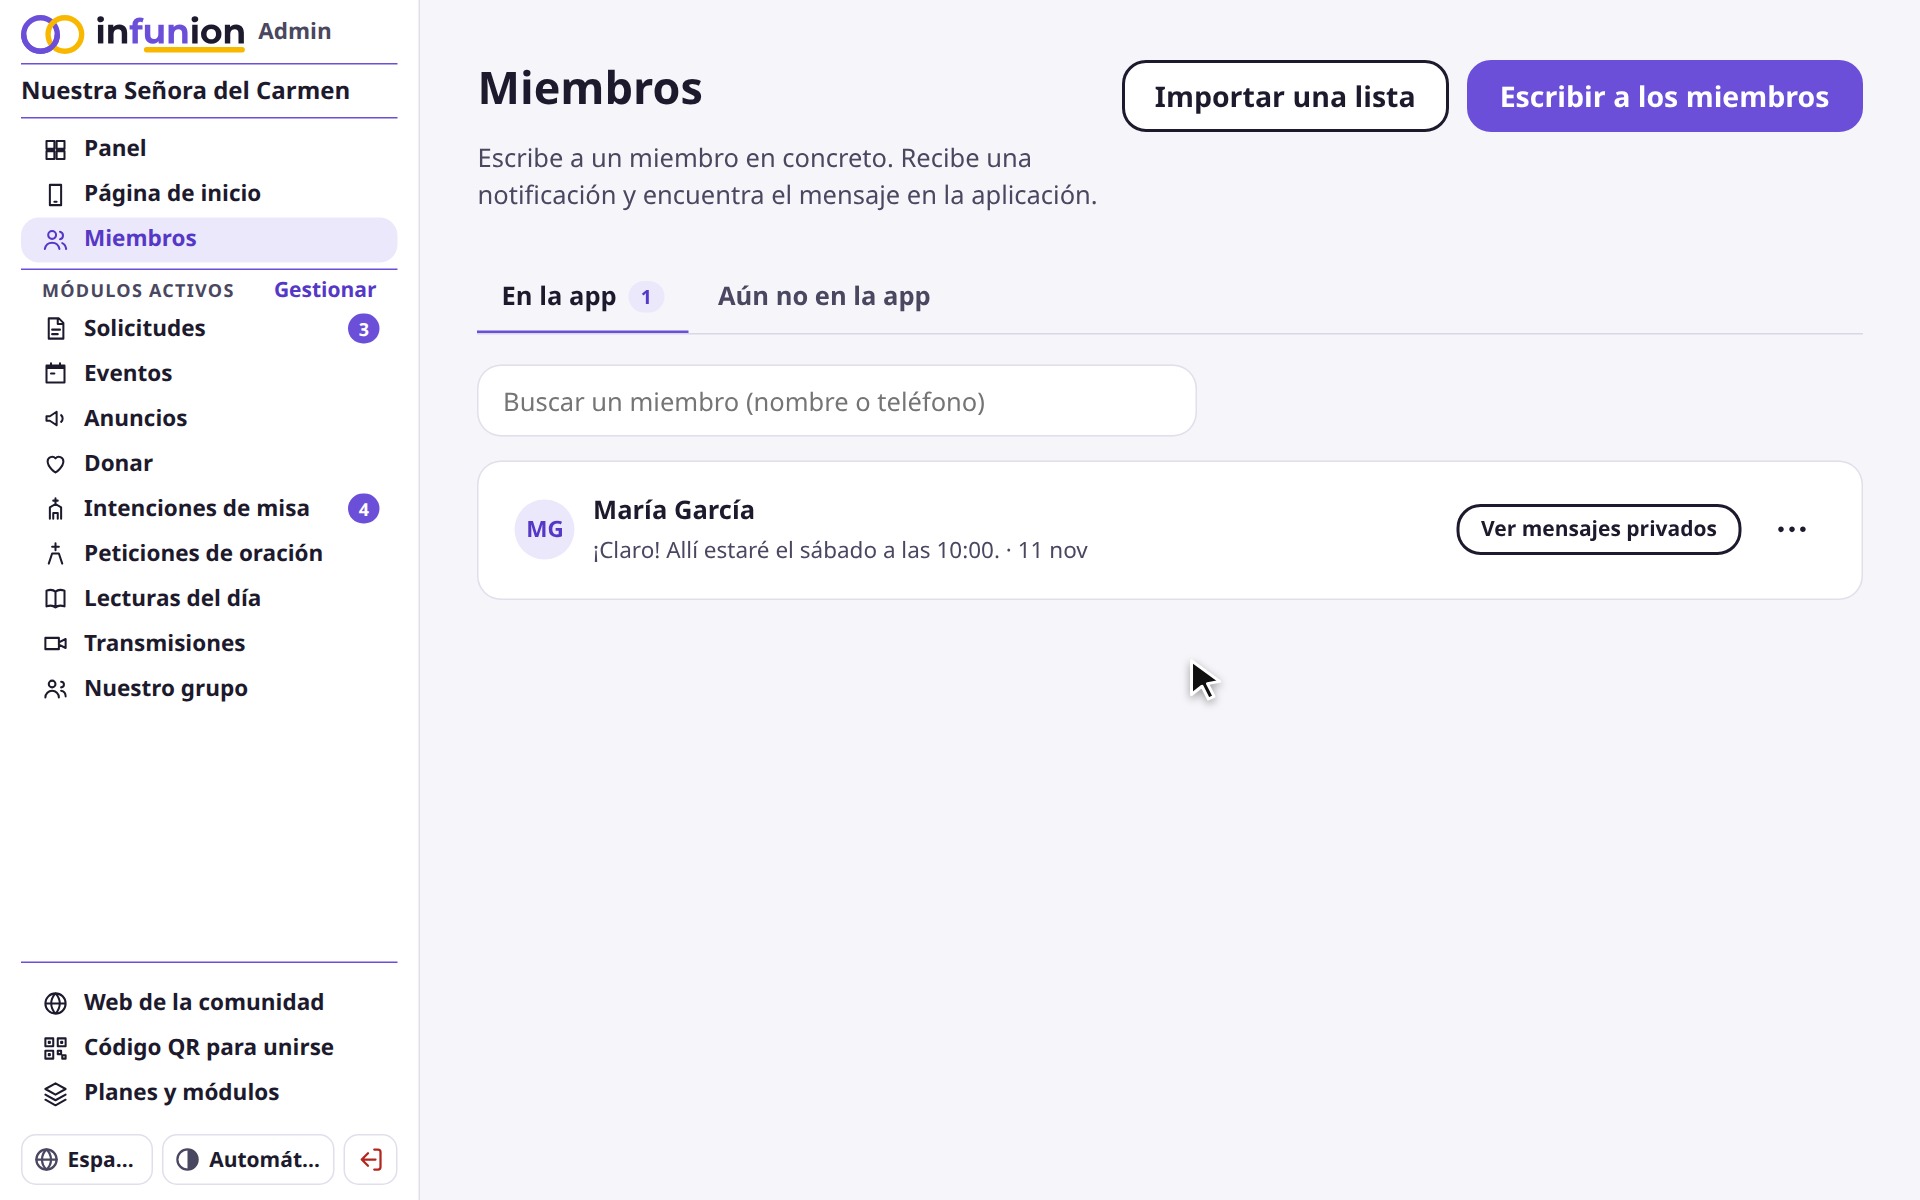 infunion Admin
Nuestra Señora del Carmen
Panel
Página de inicio
Miembros
MÓDULOS ACTIVOS Gestionar
Solicitudes 3
Eventos
Anuncios
Donar
Intenciones de misa 4
Peticiones de oración
Lecturas del día
Transmisiones
Nuestro grupo
Web de la comunidad
Código QR para unirse
Planes y módulos
Espa... Automát...
Miembros
Importar una lista Escribir a los miembros
Escribe a un miembro en concreto. Recibe una
notificación y encuentra el mensaje en la aplicación.
En la app 1 Aún no en la app
Buscar un miembro (nombre o teléfono)
MG María García
¡Claro! Allí estaré el sábado a las 10:00. · 11 nov
Ver mensajes privados